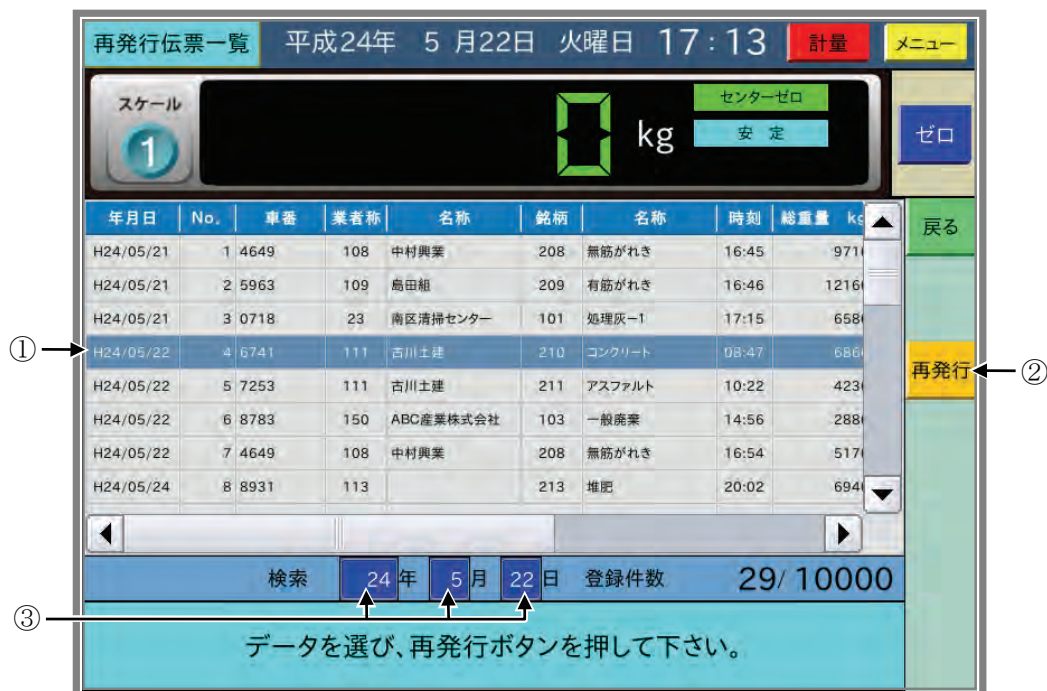 再発行伝票一覧 平成24年 5月22日 火曜日 17:13 計量 メニュー
スケール 1 0 kg センターゼロ 安定 ゼロ
年月日 No. 車番 業者称 名称 銘柄 名称 時刻 総重量 kg 戻る
H24/05/21 1 4649 108 中村興業 208 無筋がれき 16:45 971
H24/05/21 2 5963 109 島田組 209 有筋がれき 16:46 1216
H24/05/21 3 0718 23 南区清掃センター 101 処理灰−1 17:15 658
① H24/05/22 4 6741 111 古川土建 210 コンクリート 08:47 686
再発行 ②
H24/05/22 5 7253 111 古川土建 211 アスファルト 10:22 423
H24/05/22 6 8783 150 ABC産業株式会社 103 一般廃棄 14:56 288
H24/05/22 7 4649 108 中村興業 208 無筋がれき 16:54 517
H24/05/24 8 8931 113 213 堆肥 20:02 694
検索 24年 5月 22日 登録件数 29/10000
③
データを選び、再発行ボタンを押して下さい。